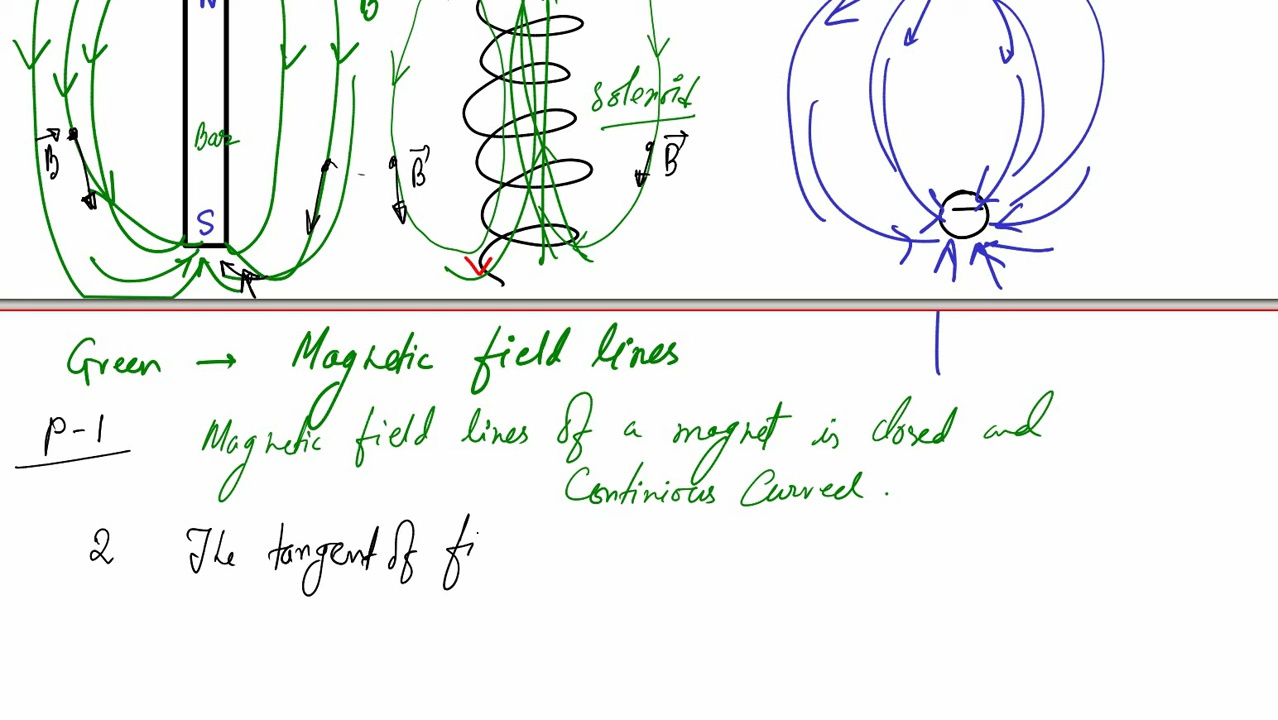 N
B
Solenoid
Bar
B
B
B
S
Green → Magnetic field lines
P-1 Magnetic field lines of a magnet is closed and
Continious Curved.
2 The tangent of fi